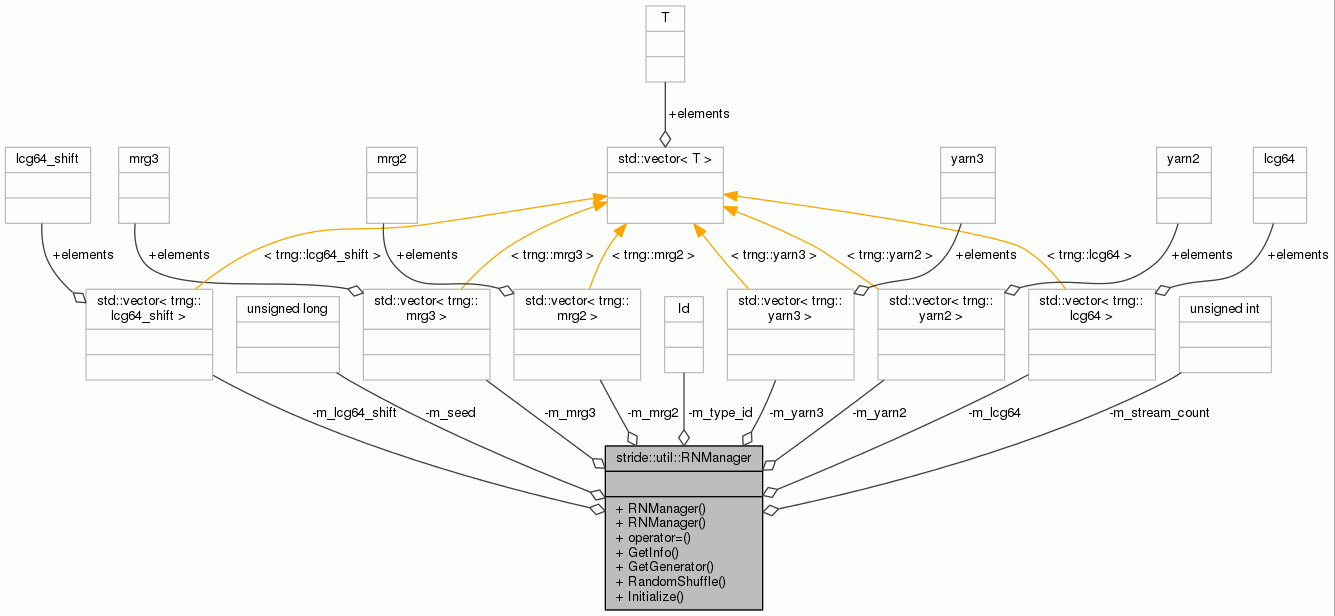 T
+elements
lcg64_shift
mrg3
mrg2
std::vector< T >
yarn3
yarn2
lcg64
+elements
+elements
< trng::lcg64_shift >
+elements
< trng::mrg3 >
< trng::mrg2 >
< trng::yarn3 >
< trng::yarn2 >
+elements
< trng::lcg64 >
+elements
+elements
std::vector< trng::
lcg64_shift >
unsigned long
std::vector< trng::
mrg3 >
std::vector< trng::
mrg2 >
Id
std::vector< trng::
yarn3 >
std::vector< trng::
yarn2 >
std::vector< trng::
lcg64 >
unsigned int
-m_lcg64_shift
-m_seed
-m_mrg3
-m_mrg2
-m_type_id
-m_yarn3
-m_yarn2
-m_lcg64
-m_stream_count
stride::util::RNManager
+ RNManager()
+ RNManager()
+ operator=()
+ GetInfo()
+ GetGenerator()
+ RandomShuffle()
+ Initialize()